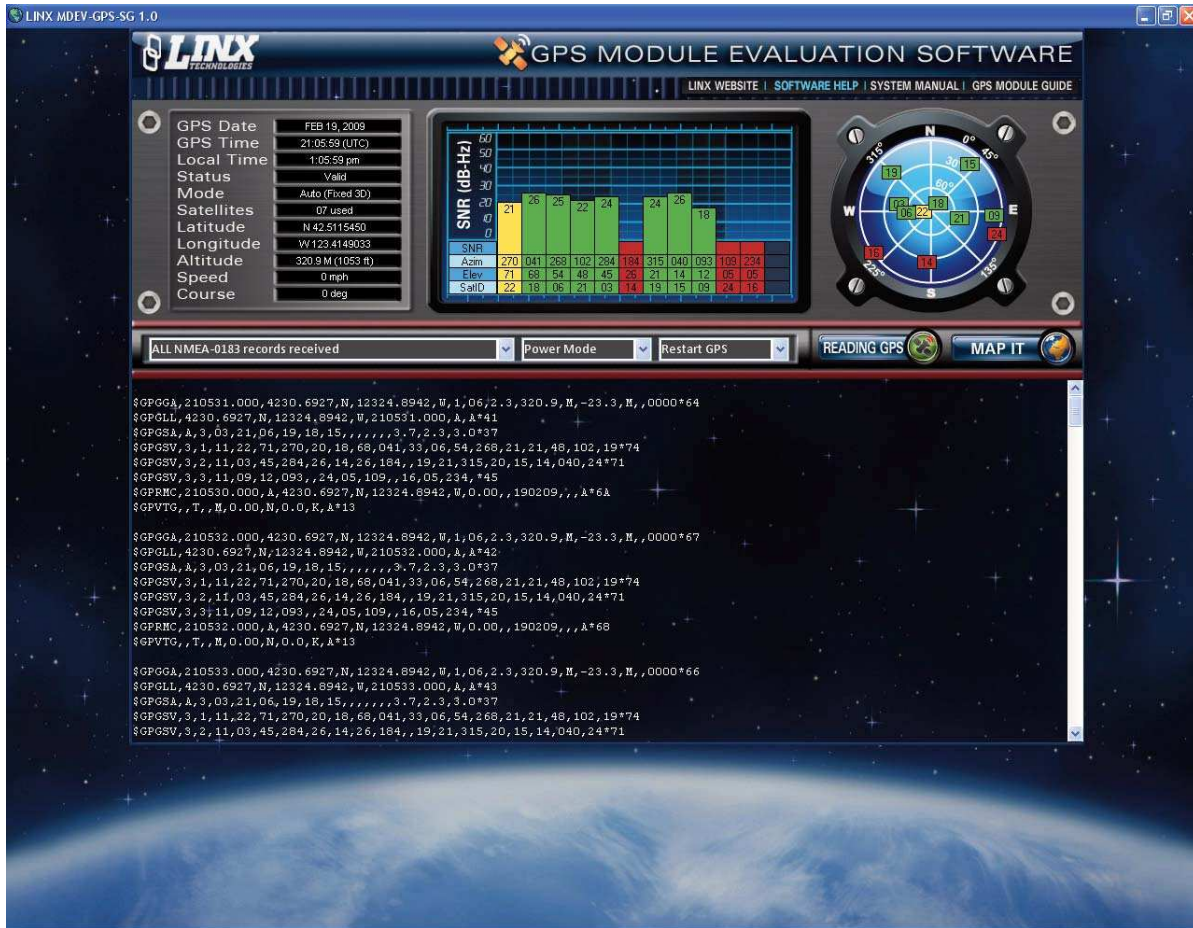 LINX MDEV-GPS-SG 1.0
LINX
TECHNOLOGIES
GPS MODULE EVALUATION SOFTWARE
LINX WEBSITE | SOFTWARE HELP | SYSTEM MANUAL | GPS MODULE GUIDE
GPS Date FEB 19, 2009
GPS Time 21:05:59 (UTC)
Local Time 1:05:59 pm
Status Valid
Mode Auto (Fixed 3D)
Satellites 07 used
Latitude N 42.5115450
Longitude W 123.4149033
Altitude 320.9 M (1053 ft)
Speed 0 mph
Course 0 deg
SNR (dB-Hz)
60
50
40
30
20
10
0
21 26 25 22 24 24 26 18
SNR
Azim 270 041 268 102 284 184 315 040 093 109 234
Elev 71 68 54 48 45 26 21 14 12 05 05
SatID 22 18 06 21 03 14 19 15 09 24 16
N 0° 45° E 135° S 225° W 315°
30 60°
19 15 03 18 06 22 21 09 24 16 14
ALL NMEA-0183 records received
Power Mode
Restart GPS
READING GPS
MAP IT
$GPGGA,210531.000,4230.6927,N,12324.8942,W,1,06,2.3,320.9,M,-23.3,M,,0000*64
$GPGLL,4230.6927,N,12324.8942,W,210531.000,A,A*41
$GPGSA,A,3,03,21,06,19,18,15,,,,,,,3.7,2.3,3.0*37
$GPGSV,3,1,11,22,71,270,20,18,68,041,33,06,54,268,21,21,48,102,19*74
$GPGSV,3,2,11,03,45,284,26,14,26,184,,19,21,315,20,15,14,040,24*71
$GPGSV,3,3,11,09,12,093,,24,05,109,,16,05,234,*45
$GPRMC,210530.000,A,4230.6927,N,12324.8942,W,0.00,,190209,,,A*6A
$GPVTG,,T,,M,0.00,N,0.0,K,A*13
$GPGGA,210532.000,4230.6927,N,12324.8942,W,1,06,2.3,320.9,M,-23.3,M,,0000*67
$GPGLL,4230.6927,N,12324.8942,W,210532.000,A,A*42
$GPGSA,A,3,03,21,06,19,18,15,,,,,,,3.7,2.3,3.0*37
$GPGSV,3,1,11,22,71,270,20,18,68,041,33,06,54,268,21,21,48,102,19*74
$GPGSV,3,2,11,03,45,284,26,14,26,184,,19,21,315,20,15,14,040,24*71
$GPGSV,3,3,11,09,12,093,,24,05,109,,16,05,234,*45
$GPRMC,210532.000,A,4230.6927,N,12324.8942,W,0.00,,190209,,,A*68
$GPVTG,,T,,M,0.00,N,0.0,K,A*13
$GPGGA,210533.000,4230.6927,N,12324.8942,W,1,06,2.3,320.9,M,-23.3,M,,0000*66
$GPGLL,4230.6927,N,12324.8942,W,210533.000,A,A*43
$GPGSA,A,3,03,21,06,19,18,15,,,,,,,3.7,2.3,3.0*37
$GPGSV,3,1,11,22,71,270,20,18,68,041,33,06,54,268,21,21,48,102,19*74
$GPGSV,3,2,11,03,45,284,26,14,26,184,,19,21,315,20,15,14,040,24*71